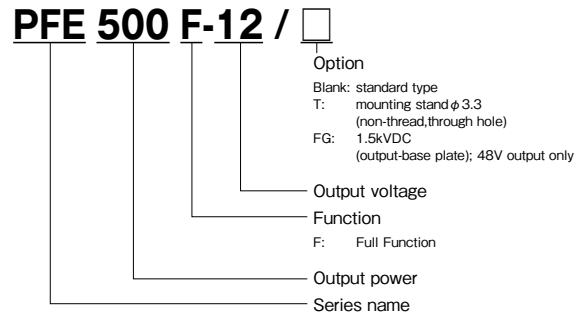 PFE 500 F-12 / □
Option
Blank: standard type
T: mounting stand φ3.3
(non-thread,through hole)
FG: 1.5kVDC
(output-base plate); 48V output only
Output voltage
Function
F: Full Function
Output power
Series name